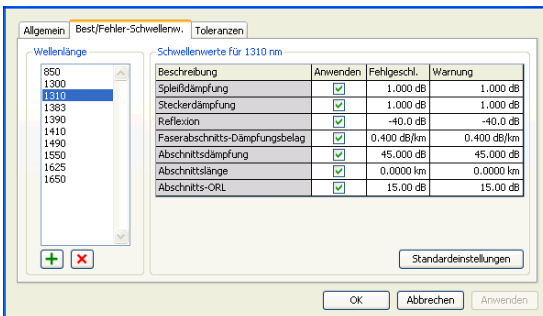 Allgemein Best/Fehler-Schwellenw. Toleranzen
Wellenlänge
850
1300
1310
1383
1390
1410
1490
1550
1625
1650
Schwellenwerte für 1310 nm
Beschreibung Anwenden Fehlgeschl. Warnung
Spleißdämpfung 1.000 dB 1.000 dB
Steckerdämpfung 1.000 dB 1.000 dB
Reflexion -40.0 dB -40.0 dB
Faserabschnitts-Dämpfungsbelag 0.400 dB/km 0.400 dB/km
Abschnittsdämpfung 45.000 dB 45.000 dB
Abschnittslänge 0.0000 km 0.0000 km
Abschnitts-ORL 15.00 dB 15.00 dB
Standardeinstellungen
OK Abbrechen Anwenden